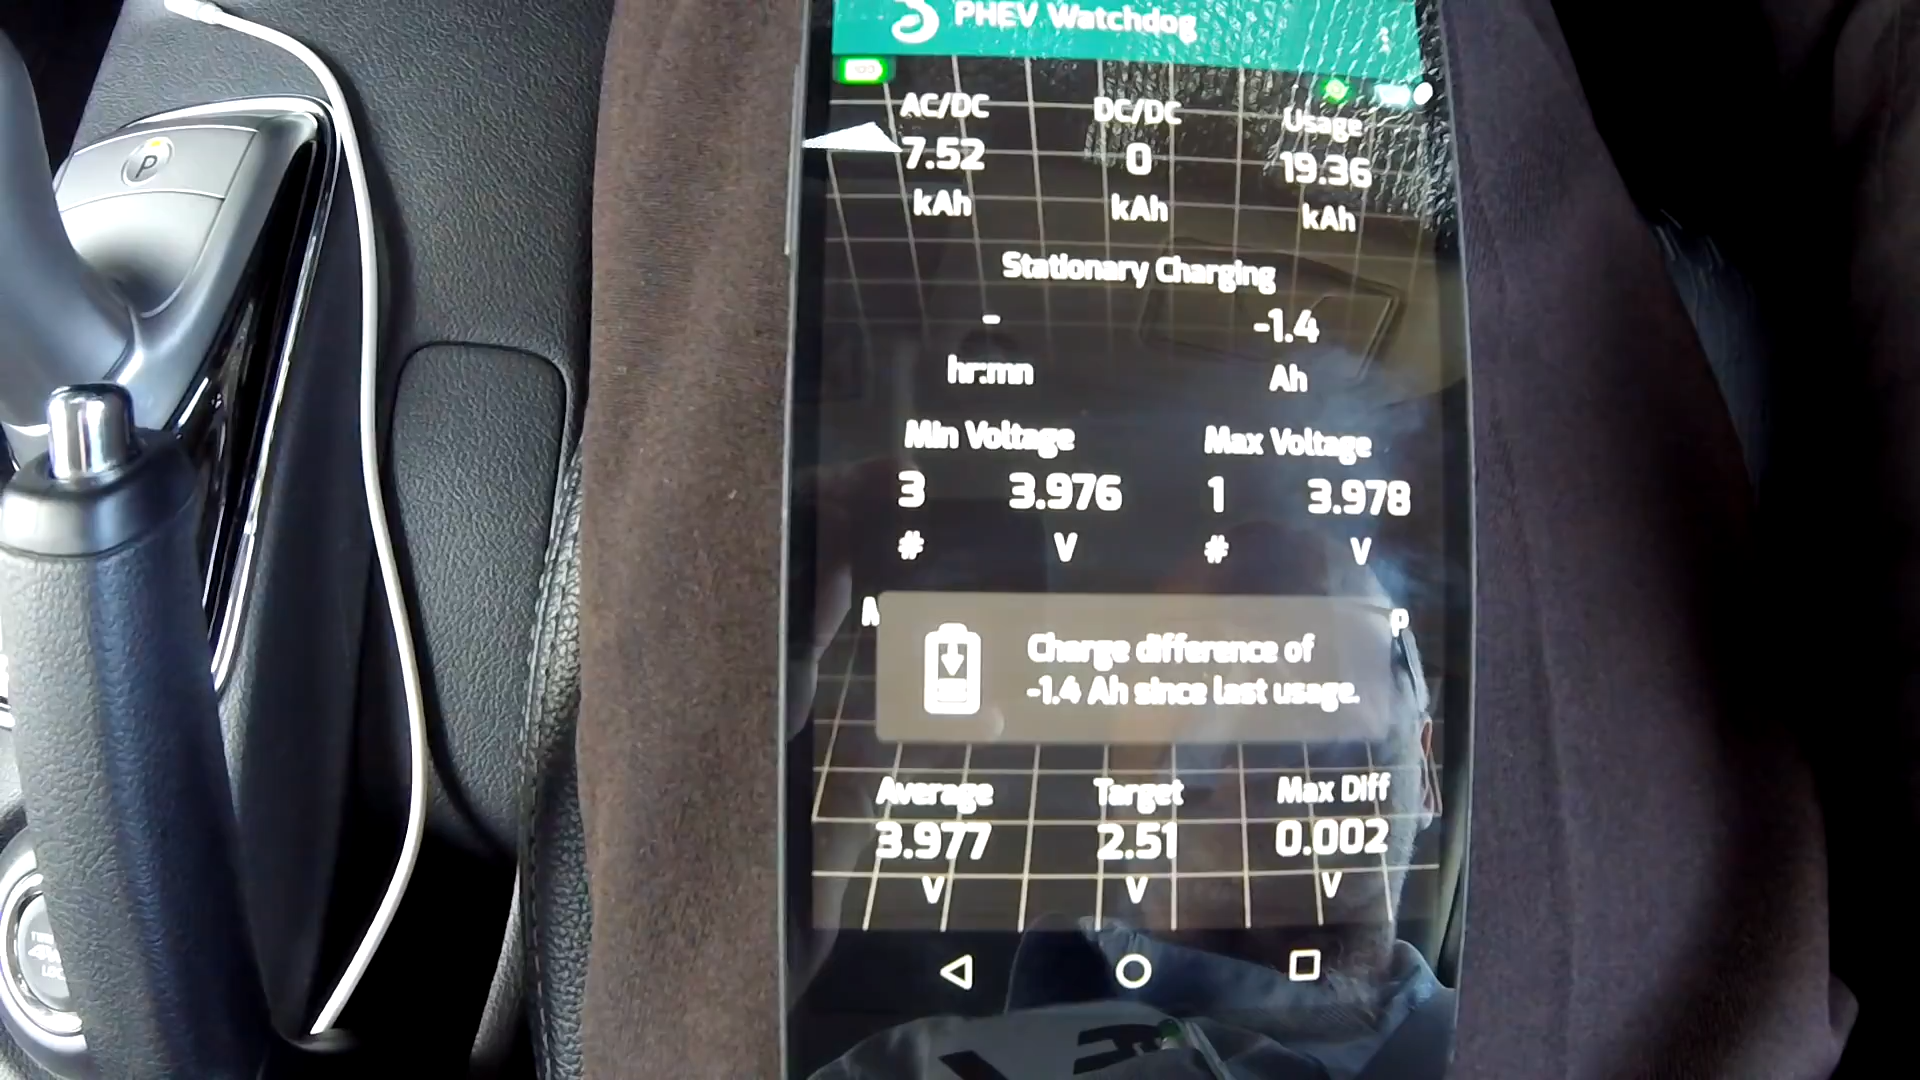 PHEV Watchdog
AC/DC DC/DC Usage
7.52 0 19.36
kAh kAh kAh
Stationary Charging
- -1.4
hr:mn Ah
Min Voltage Max Voltage
3 3.976 1 3.978
# V # V
Charge difference of
-1.4 Ah since last usage.
Average Target Max Diff
3.977 2.51 0.002
V V V
P